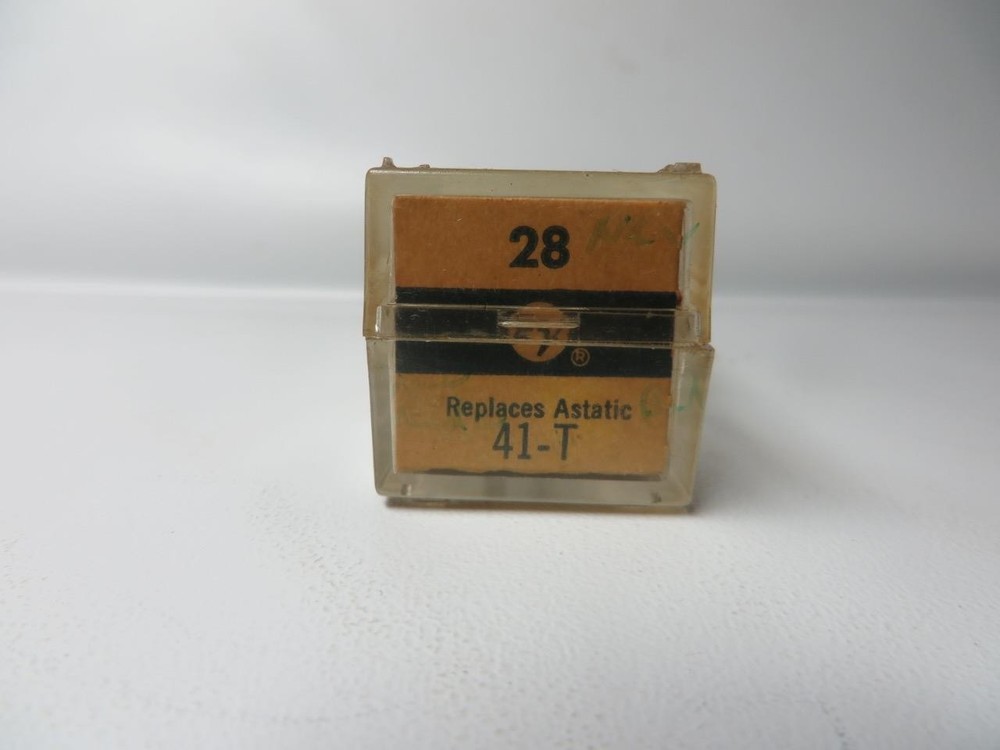 28
®
Replaces Astatic
41-T